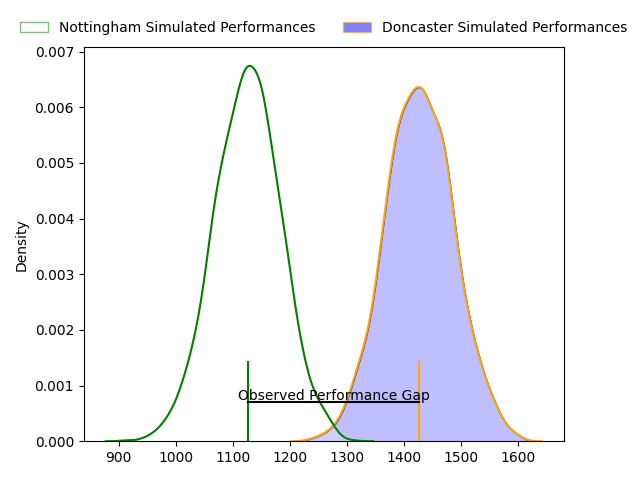 Nottingham Simulated Performances
Doncaster Simulated Performances
0.007
0.006
0.005
0.004
0.003
0.002
0.001
0.000
Density
Observed Performance Gap
900 1000 1100 1200 1300 1400 1500 1600